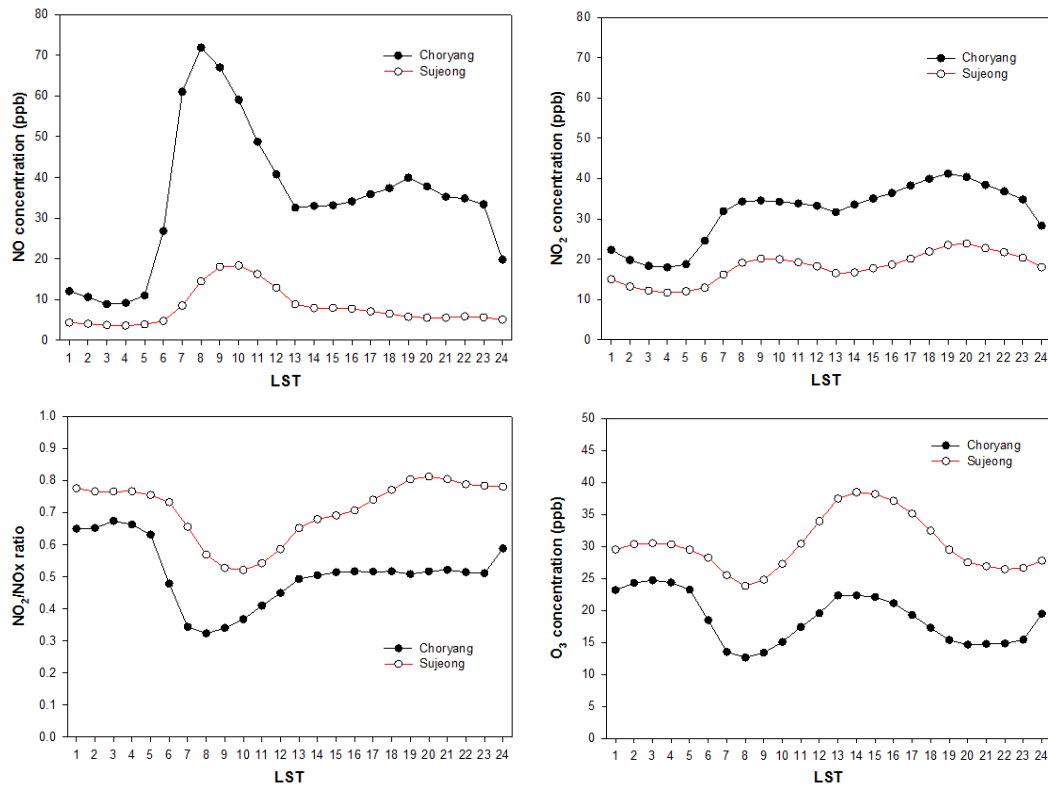 NO concentration (ppb)
80
70
60
50
40
30
20
10
0
Choryang
Sujeong
1 2 3 4 5 6 7 8 9 10 11 12 13 14 15 16 17 18 19 20 21 22 23 24
LST
NO₂ concentration (ppb)
80
70
60
50
40
30
20
10
0
Choryang
Sujeong
1 2 3 4 5 6 7 8 9 10 11 12 13 14 15 16 17 18 19 20 21 22 23 24
LST
NO₂/NOx ratio
1.0
0.9
0.8
0.7
0.6
0.5
0.4
0.3
0.2
0.1
0.0
Choryang
Sujeong
1 2 3 4 5 6 7 8 9 10 11 12 13 14 15 16 17 18 19 20 21 22 23 24
LST
O₃ concentration (ppb)
50
45
40
35
30
25
20
15
10
5
0
Choryang
Sujeong
1 2 3 4 5 6 7 8 9 10 11 12 13 14 15 16 17 18 19 20 21 22 23 24
LST